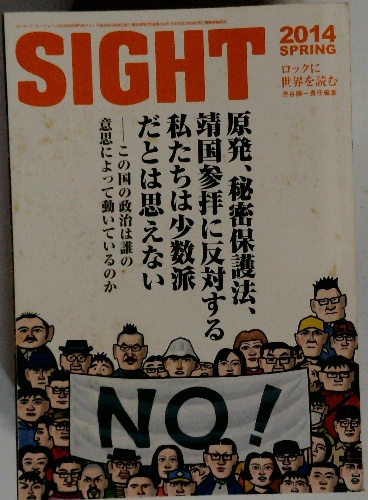 SIGHT
2014
SPRING
ロックに
世界を読む
渋谷陽一責任編集
原発、秘密保護法、
靖国参拝に反対する
私たちは少数派
だとは思えない
──この国の政治は誰の
意思によって動いているのか
NO!